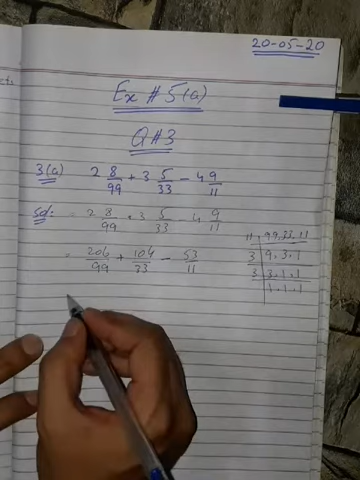 20-05-20
Ex # 5(a)
Q#3
3(a) 2 8/99 + 3 5/33 - 4 9/11
Sol: = 2 8/99 + 3 5/33 - 4 9/11
= 206/99 + 104/33 - 53/11
11 | 99, 33, 11
3 | 9, 3, 1
3 | 3, 1, 1
| 1, 1, 1